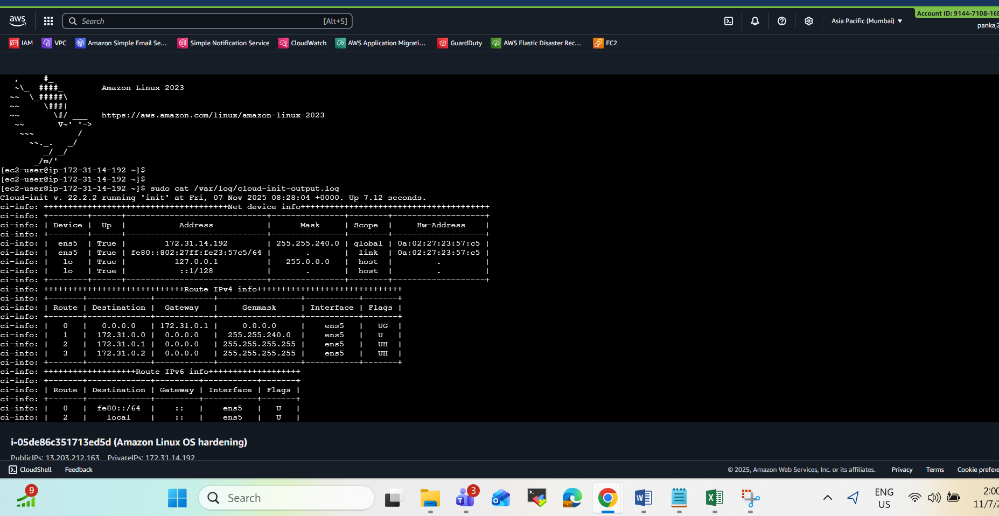 Account ID: 9144-7108-168
aws
Search [Alt+S]
Asia Pacific (Mumbai)
pankaj2
IAM VPC Amazon Simple Email Se... Simple Notification Service CloudWatch AWS Application Migrati... GuardDuty AWS Elastic Disaster Rec... EC2
   ,     #_
   ~\_  ####_        Amazon Linux 2023
  ~~  \_#####\
  ~~     \###|
  ~~       \#/ ___   https://aws.amazon.com/linux/amazon-linux-2023
   ~~       V~' '->
    ~~~         /
      ~~._.   _/
         _/ _/
       _/m/'
[ec2-user@ip-172-31-14-192 ~]$
[ec2-user@ip-172-31-14-192 ~]$
[ec2-user@ip-172-31-14-192 ~]$ sudo cat /var/log/cloud-init-output.log
Cloud-init v. 22.2.2 running 'init' at Fri, 07 Nov 2025 08:28:04 +0000. Up 7.12 seconds.
ci-info: ++++++++++++++++++++++++++++++++++++++Net device info+++++++++++++++++++++++++++++++++++++++
ci-info: +--------+------+-----------------------------+---------------+--------+-------------------+
ci-info: | Device |  Up  |           Address           |      Mask     | Scope  |     Hw-Address    |
ci-info: +--------+------+-----------------------------+---------------+--------+-------------------+
ci-info: |  ens5  | True |        172.31.14.192        | 255.255.240.0 | global | 0a:02:27:23:57:c5 |
ci-info: |  ens5  | True | fe80::802:27ff:fe23:57c5/64 |       .       |  link  | 0a:02:27:23:57:c5 |
ci-info: |   lo   | True |          127.0.0.1          |   255.0.0.0   |  host  |         .         |
ci-info: |   lo   | True |           ::1/128           |       .       |  host  |         .         |
ci-info: +--------+------+-----------------------------+---------------+--------+-------------------+
ci-info: +++++++++++++++++++++++++++++Route IPv4 info++++++++++++++++++++++++++++++
ci-info: +-------+-------------+------------+-----------------+-----------+-------+
ci-info: | Route | Destination |  Gateway   |     Genmask     | Interface | Flags |
ci-info: +-------+-------------+------------+-----------------+-----------+-------+
ci-info: |   0   |   0.0.0.0   | 172.31.0.1 |     0.0.0.0     |    ens5   |   UG  |
ci-info: |   1   |  172.31.0.0 |  0.0.0.0   |  255.255.240.0  |    ens5   |   U   |
ci-info: |   2   |  172.31.0.1 |  0.0.0.0   | 255.255.255.255 |    ens5   |   UH  |
ci-info: |   3   |  172.31.0.2 |  0.0.0.0   | 255.255.255.255 |    ens5   |   UH  |
ci-info: +-------+-------------+------------+-----------------+-----------+-------+
ci-info: +++++++++++++++++++Route IPv6 info+++++++++++++++++++
ci-info: +-------+-------------+---------+-----------+-------+
ci-info: | Route | Destination | Gateway | Interface | Flags |
ci-info: +-------+-------------+---------+-----------+-------+
ci-info: |   0   |  fe80::/64  |    ::   |    ens5   |   U   |
ci-info: |   2   |    local    |    ::   |    ens5   |   U   |
i-05de86c351713ed5d (Amazon Linux OS hardening)
PublicIPs: 13.203.212.163 PrivateIPs: 172.31.14.192
CloudShell Feedback © 2025, Amazon Web Services, Inc. or its affiliates. Privacy Terms Cookie prefere
9
Search
3
ENG
US
2:00
11/7/2